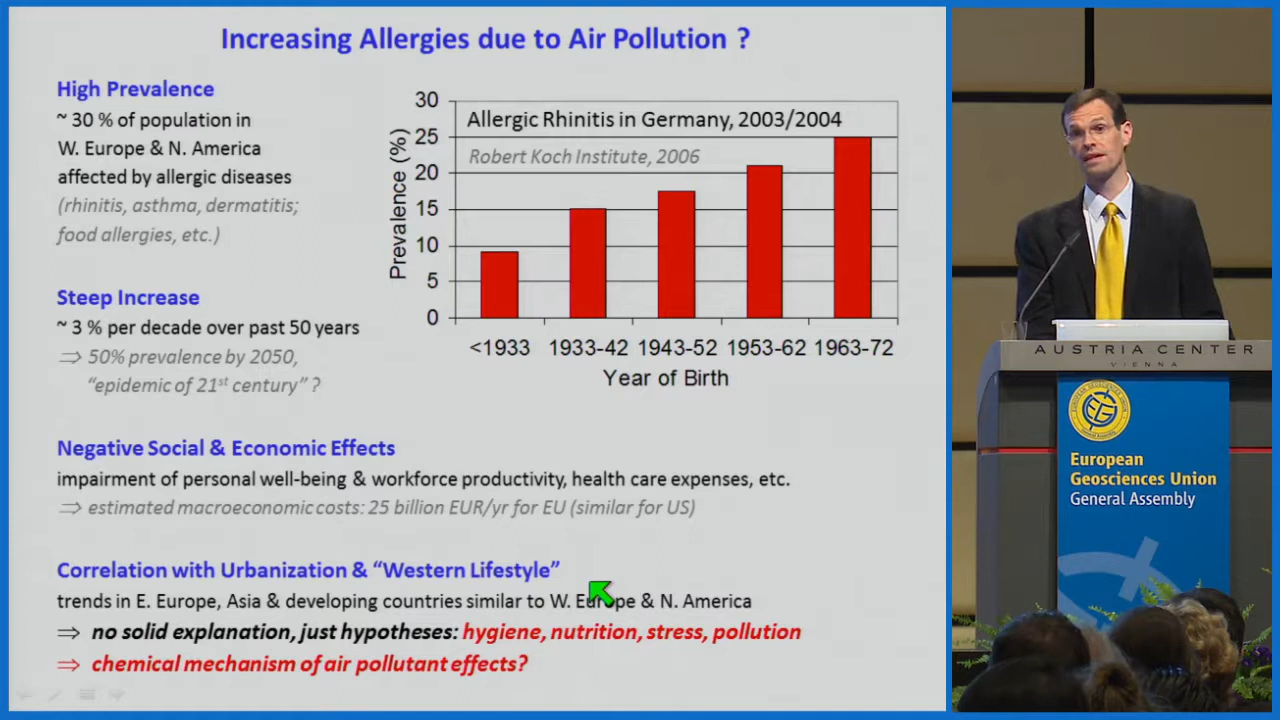 Increasing Allergies due to Air Pollution ?
High Prevalence
~ 30 % of population in
W. Europe & N. America
affected by allergic diseases
(rhinitis, asthma, dermatitis;
food allergies, etc.)
Steep Increase
~ 3 % per decade over past 50 years
⇒ 50% prevalence by 2050,
“epidemic of 21st century” ?
Allergic Rhinitis in Germany, 2003/2004
Robert Koch Institute, 2006
Prevalence (%)
30
25
20
15
10
5
0
<1933 1933-42 1943-52 1953-62 1963-72
Year of Birth
Negative Social & Economic Effects
impairment of personal well-being & workforce productivity, health care expenses, etc.
⇒ estimated macroeconomic costs: 25 billion EUR/yr for EU (similar for US)
Correlation with Urbanization & “Western Lifestyle”
trends in E. Europe, Asia & developing countries similar to W. Europe & N. America
⇒ no solid explanation, just hypotheses: hygiene, nutrition, stress, pollution
⇒ chemical mechanism of air pollutant effects?
AUSTRIA CENTER
VIENNA
European
Geosciences Union
General Assembly